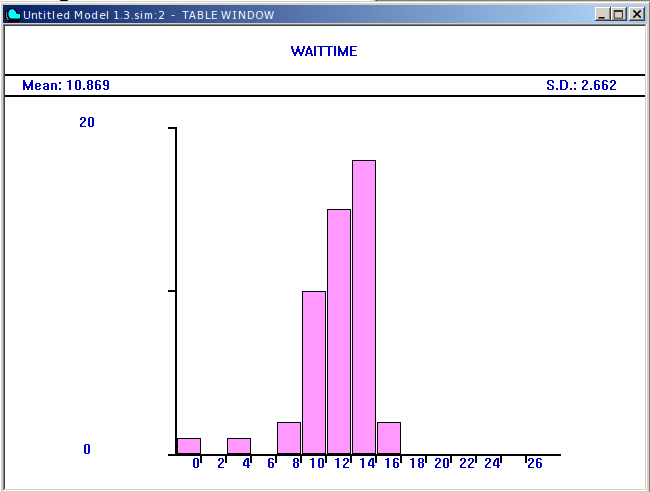 Untitled Model 1.3.sim:2 - TABLE WINDOW
WAITTIME
Mean: 10.869 S.D.: 2.662
20
0
0 2 4 6 8 10 12 14 16 18 20 22 24 26